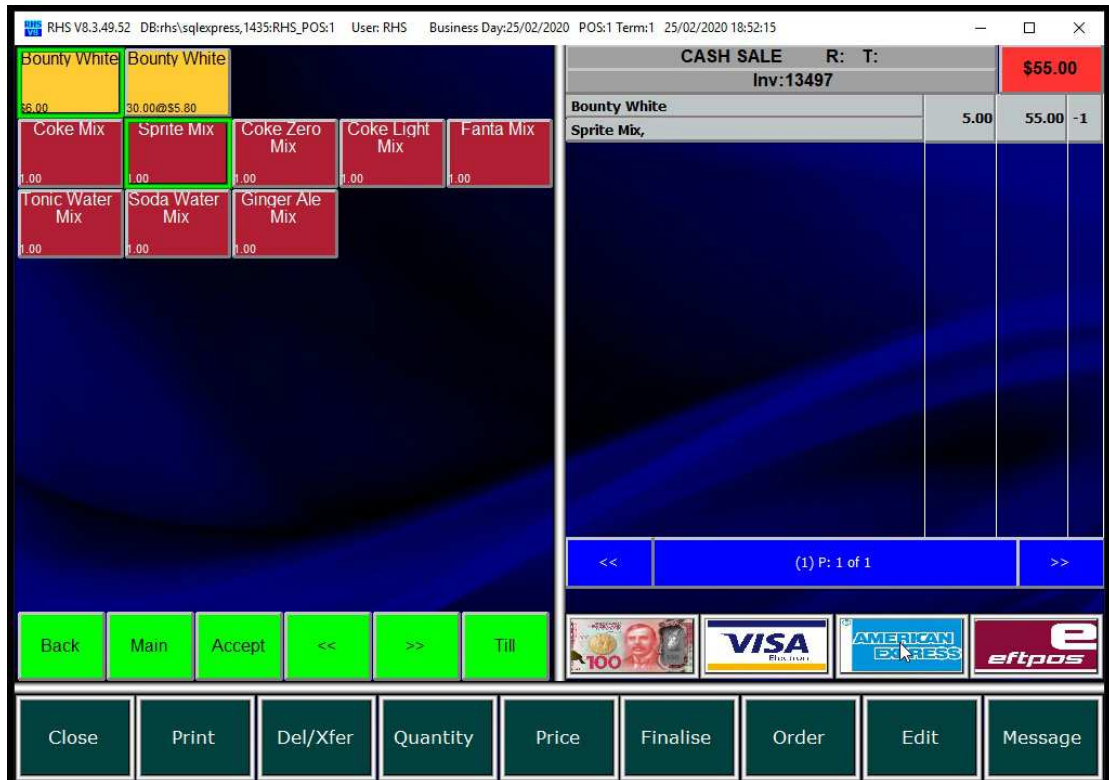 RHS V8.3.49.52 DB:rhs\sqlexpress,1435:RHS_POS:1 User: RHS Business Day:25/02/2020 POS:1 Term:1 25/02/2020 18:52:15
Bounty White Bounty White
$6.00 30.00@$5.80
Coke Mix Sprite Mix Coke Zero Mix Coke Light Mix Fanta Mix
1.00 1.00 1.00 1.00 1.00
Tonic Water Mix Soda Water Mix Ginger Ale Mix
1.00 1.00 1.00
Back Main Accept << >> Till
CASH SALE R: T:
Inv:13497
$55.00
Bounty White
Sprite Mix,
5.00 55.00 -1
<< (1) P: 1 of 1 >>
100
VISA
Electron
AMERICAN
EXPRESS
e
eftpos
Close Print Del/Xfer Quantity Price Finalise Order Edit Message